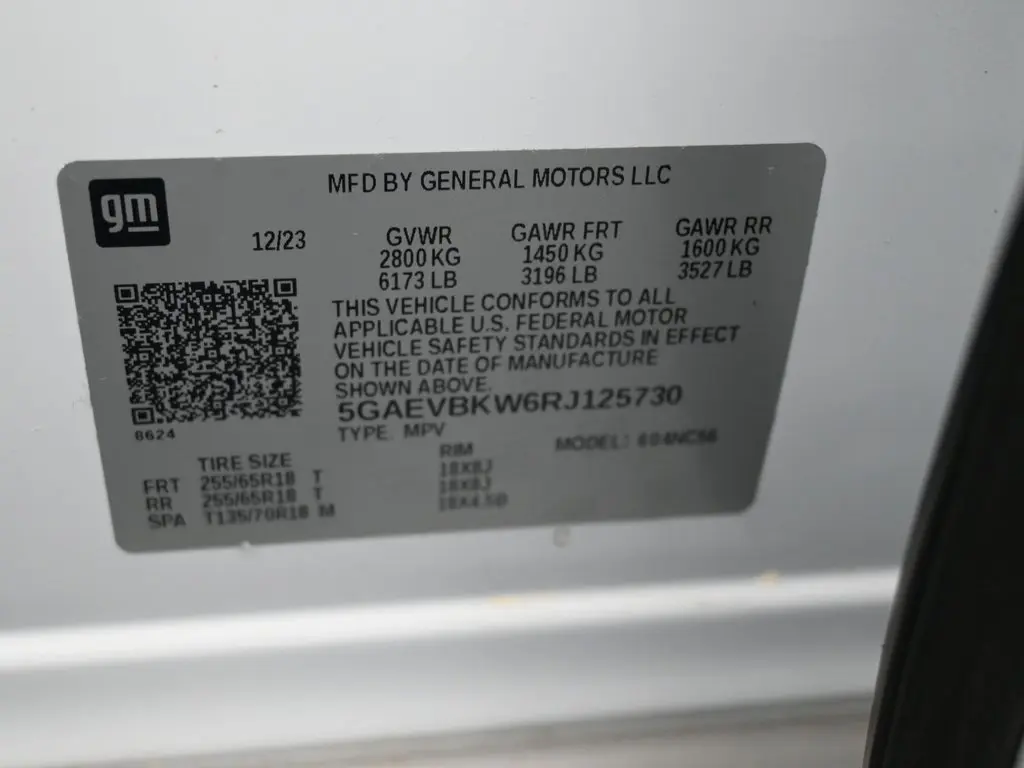 gm
MFD BY GENERAL MOTORS LLC
12/23
GVWR
2800 KG
6173 LB
GAWR FRT
1450 KG
3196 LB
GAWR RR
1600 KG
3527 LB
THIS VEHICLE CONFORMS TO ALL
APPLICABLE U.S. FEDERAL MOTOR
VEHICLE SAFETY STANDARDS IN EFFECT
ON THE DATE OF MANUFACTURE
SHOWN ABOVE.
5GAEVBKW6RJ125730
8624
TYPE: MPV
MODEL:
TIRE SIZE
RIM
FRT 255/65R18 T 18X8J
RR 255/65R18 T 18X8J
SPA T135/70R18 M 18X4.5B